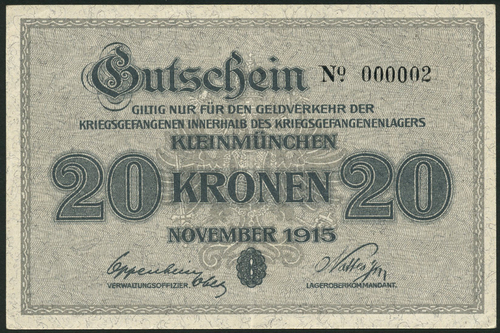 Gutschein Nº 000002
GILTIG NUR FÜR DEN GELDVERKEHR DER
KRIEGSGEFANGENEN INNERHALB DES KRIEGSGEFANGENENLAGERS
KLEINMÜNCHEN
20 KRONEN 20
NOVEMBER 1915
VERWALTUNGSOFFIZIER. LAGEROBERKOMMANDANT.